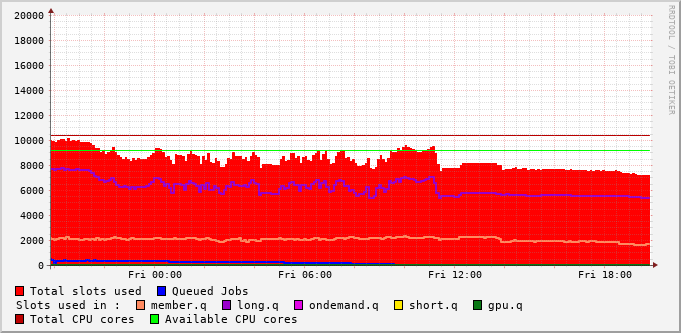 RRDTOOL / TOBI OETIKER
20000
18000
16000
14000
12000
10000
8000
6000
4000
2000
0
Fri 00:00 Fri 06:00 Fri 12:00 Fri 18:00
Total slots used Queued Jobs
Slots used in : member.q long.q ondemand.q short.q gpu.q
Total CPU cores Available CPU cores